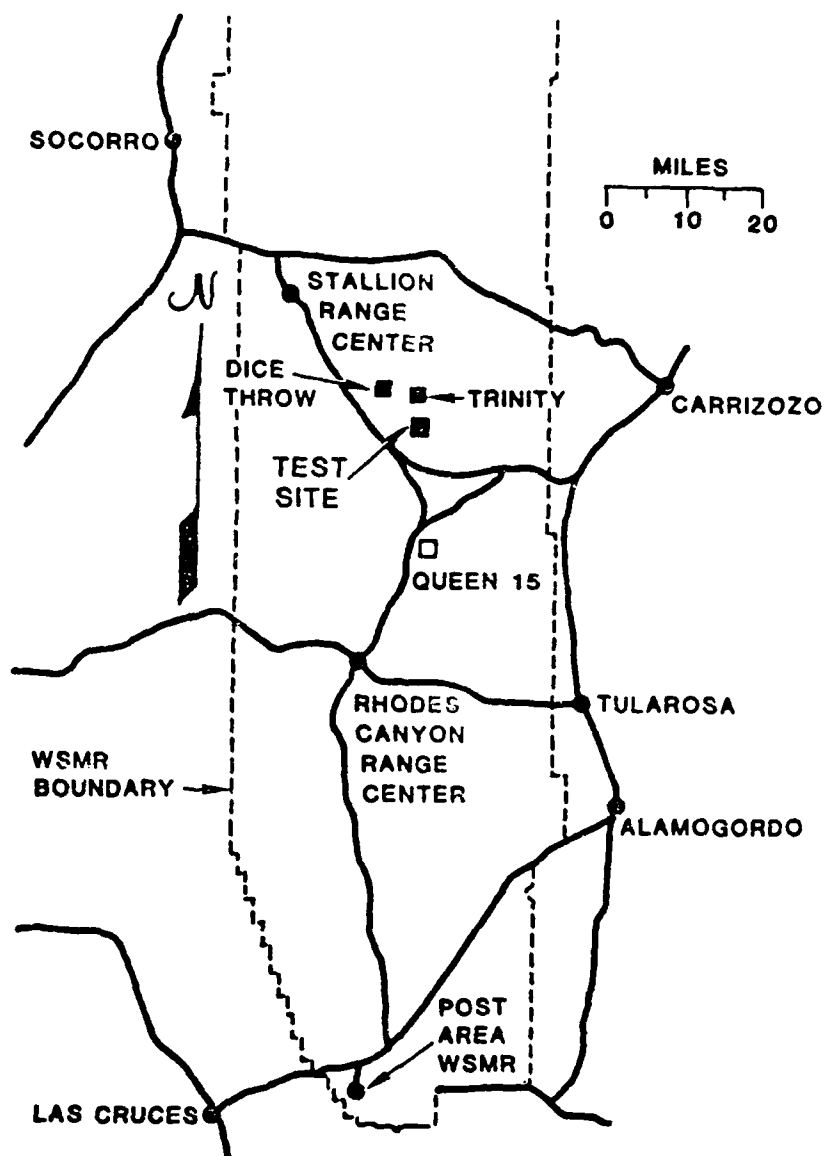 SOCORRO
MILES
0 10 20
N
STALLION
RANGE
CENTER
DICE
THROW
TRINITY
CARRIZOZO
TEST
SITE
QUEEN 15
RHODES
CANYON
RANGE
CENTER
TULAROSA
WSMR
BOUNDARY
ALAMOGORDO
POST
AREA
WSMR
LAS CRUCES